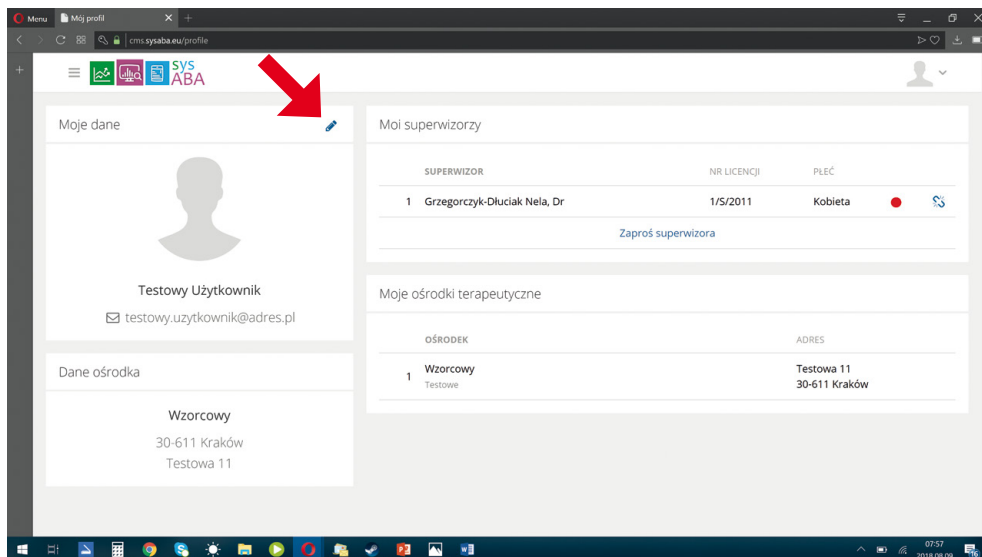 Menu
Mój profil
cms.sysaba.eu/profile
sys
ABA
Moje dane
Testowy Użytkownik
testowy.uzytkownik@adres.pl
Dane ośrodka
Wzorcowy
30-611 Kraków
Testowa 11
Moi superwizorzy
SUPERWIZOR NR LICENCJI PŁEĆ
1 Grzegorczyk-Dłuciak Nela, Dr 1/S/2011 Kobieta
Zaproś superwizora
Moje ośrodki terapeutyczne
OŚRODEK ADRES
1 Wzorcowy Testowa 11
Testowe 30-611 Kraków
07:57
2018-08-09